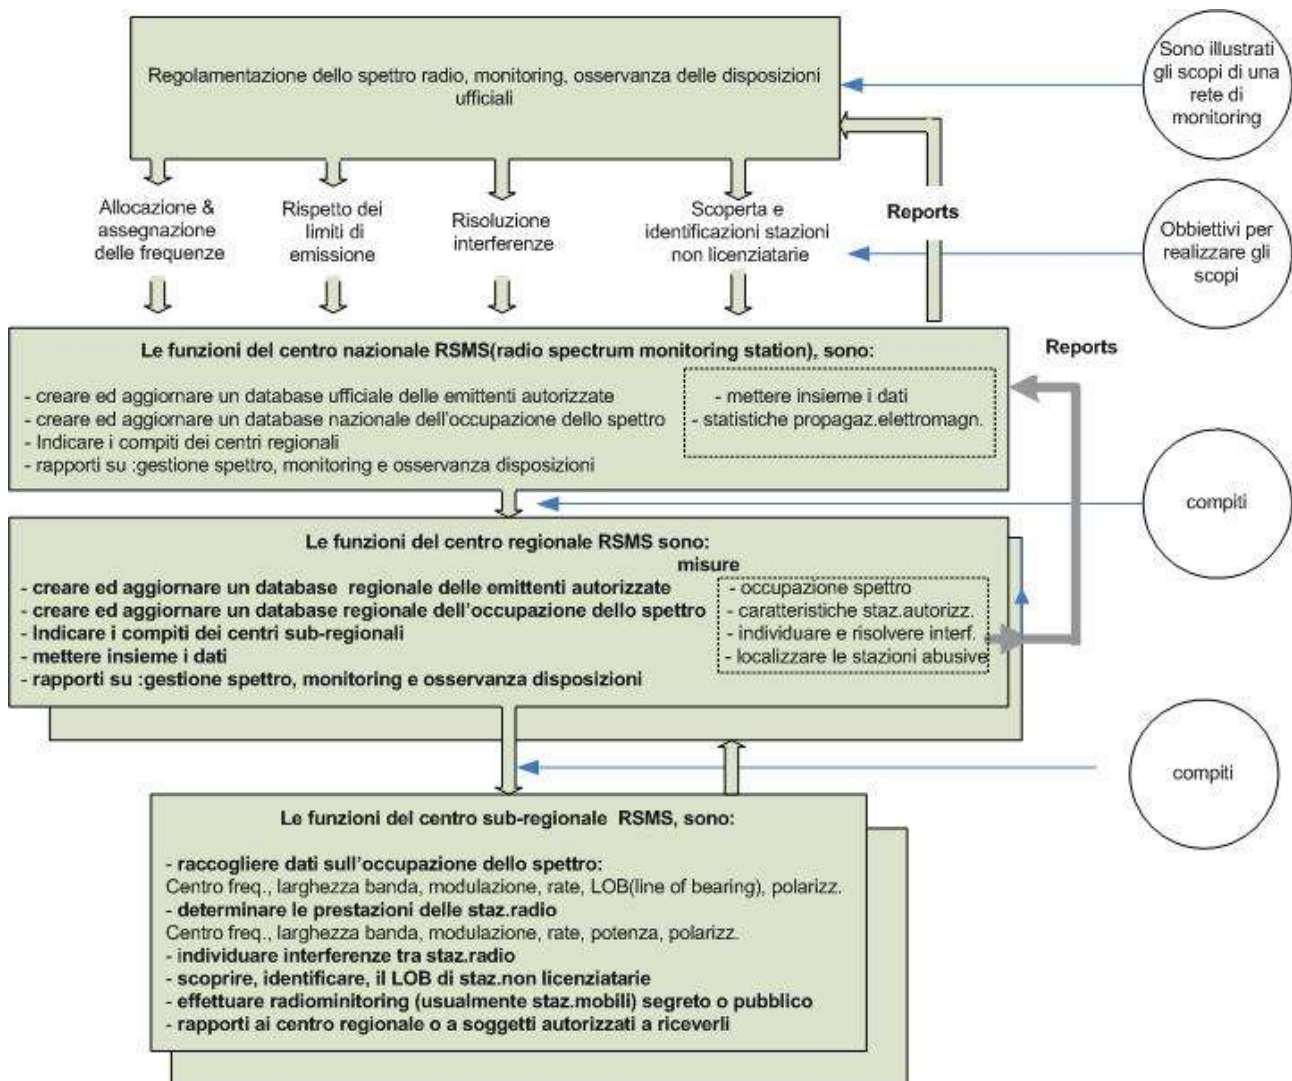 Regolamentazione dello spettro radio, monitoring, osservanza delle disposizioni
ufficiali
Sono illustrati
gli scopi di una
rete di
monitoring
Allocazione &
assegnazione
delle frequenze
Rispetto dei
limiti di
emissione
Risoluzione
interferenze
Scoperta e
identificazioni stazioni
non licenziatarie
Reports
Obbiettivi per
realizzare gli
scopi
Le funzioni del centro nazionale RSMS(radio spectrum monitoring station), sono:
- creare ed aggiornare un database ufficiale delle emittenti autorizzate
- creare ed aggiornare un database nazionale dell'occupazione dello spettro
- Indicare i compiti dei centri regionali
- rapporti su :gestione spettro, monitoring e osservanza disposizioni
- mettere insieme i dati
- statistiche propagaz.elettromagn.
Reports
compiti
Le funzioni del centro regionale RSMS sono:
misure
- creare ed aggiornare un database  regionale delle emittenti autorizzate
- creare ed aggiornare un database regionale dell'occupazione dello spettro
- Indicare i compiti dei centri sub-regionali
- mettere insieme i dati
- rapporti su :gestione spettro, monitoring e osservanza disposizioni
- occupazione spettro
- caratteristiche staz.autorizz.
- individuare e risolvere interf.
- localizzare le stazioni abusive
compiti
Le funzioni del centro sub-regionale  RSMS, sono:
- raccogliere dati sull'occupazione dello spettro:
Centro freq., larghezza banda, modulazione, rate, LOB(line of bearing), polarizz.
- determinare le prestazioni delle staz.radio
Centro freq., larghezza banda, modulazione, rate, potenza, polarizz.
- individuare interferenze tra staz.radio
- scoprire, identificare, il LOB di staz.non licenziatarie
- effettuare radiominitoring (usualmente staz.mobili) segreto o pubblico
- rapporti ai centro regionale o a soggetti autorizzati a riceverli